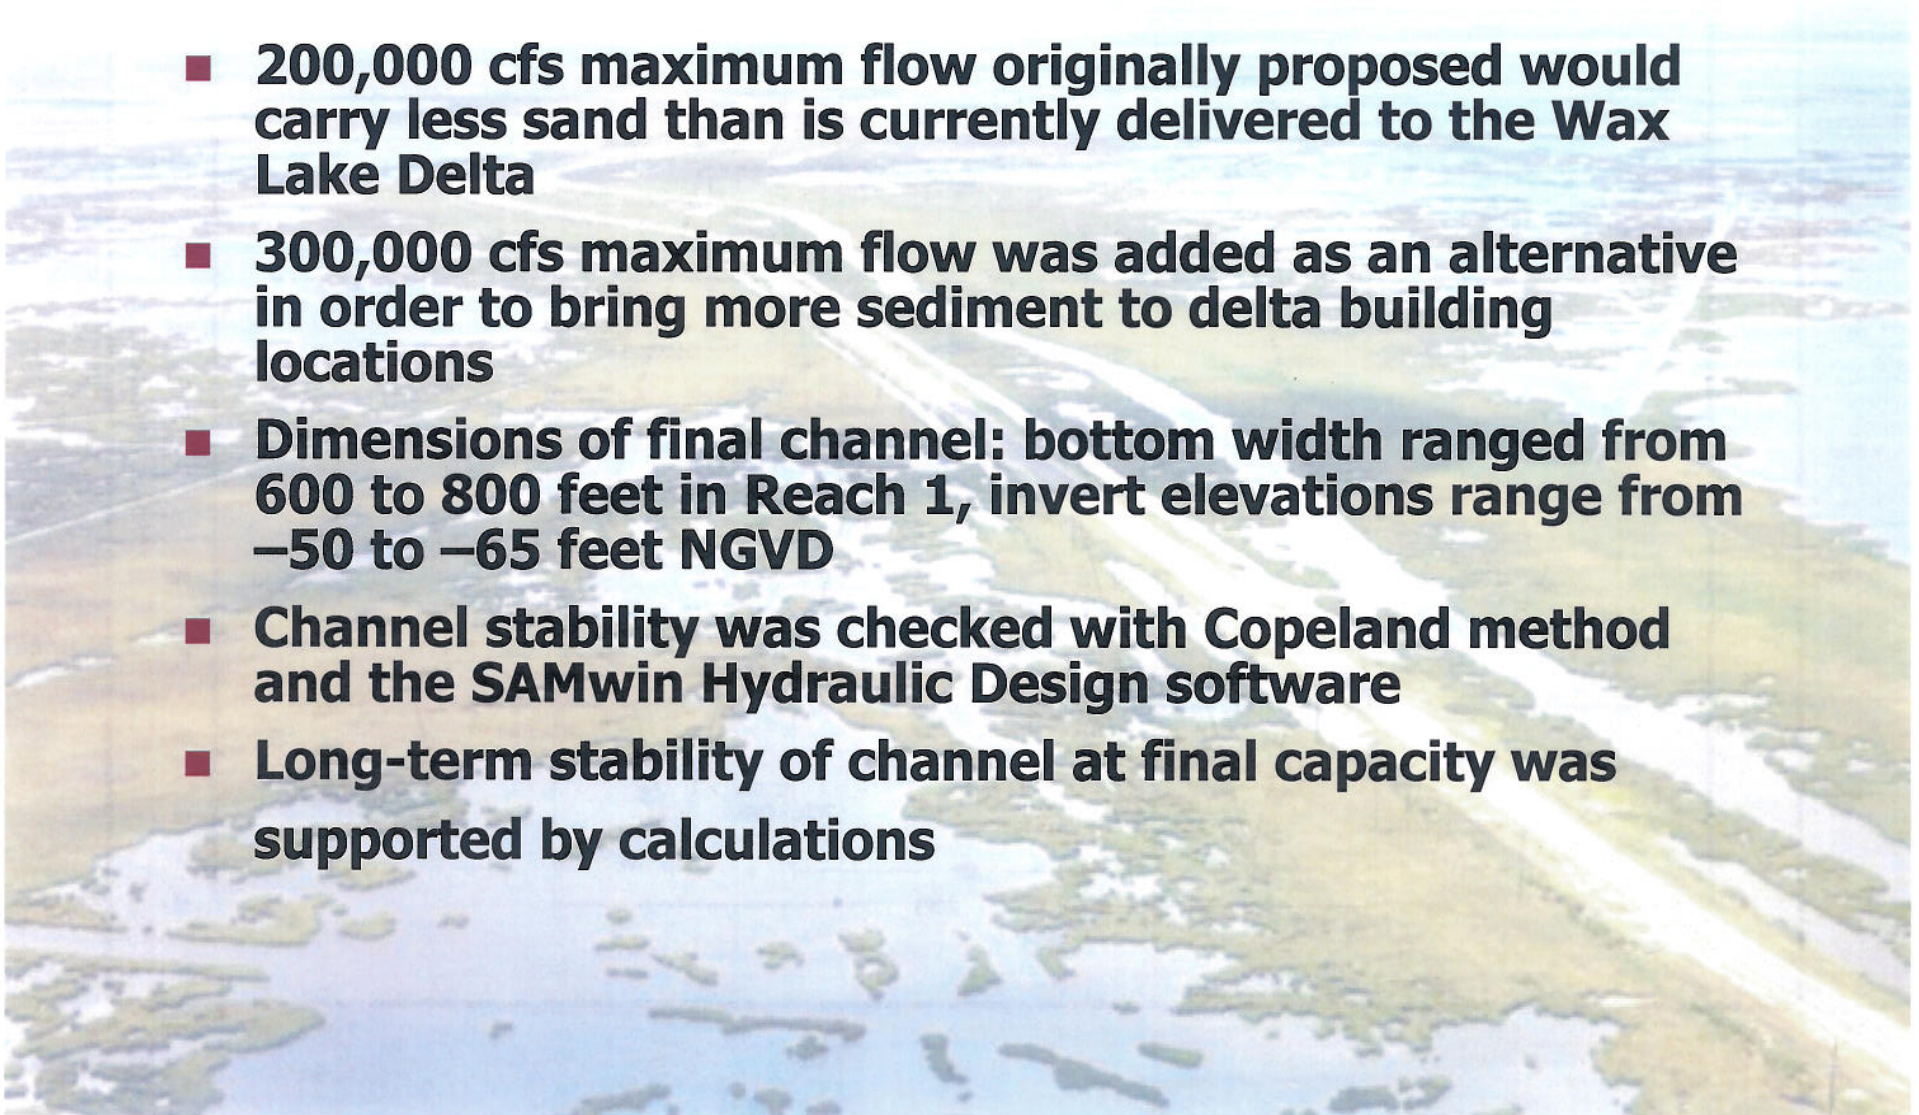 ▪ 200,000 cfs maximum flow originally proposed would
carry less sand than is currently delivered to the Wax
Lake Delta
▪ 300,000 cfs maximum flow was added as an alternative
in order to bring more sediment to delta building
locations
▪ Dimensions of final channel: bottom width ranged from
600 to 800 feet in Reach 1, invert elevations range from
–50 to –65 feet NGVD
▪ Channel stability was checked with Copeland method
and the SAMwin Hydraulic Design software
▪ Long-term stability of channel at final capacity was
supported by calculations